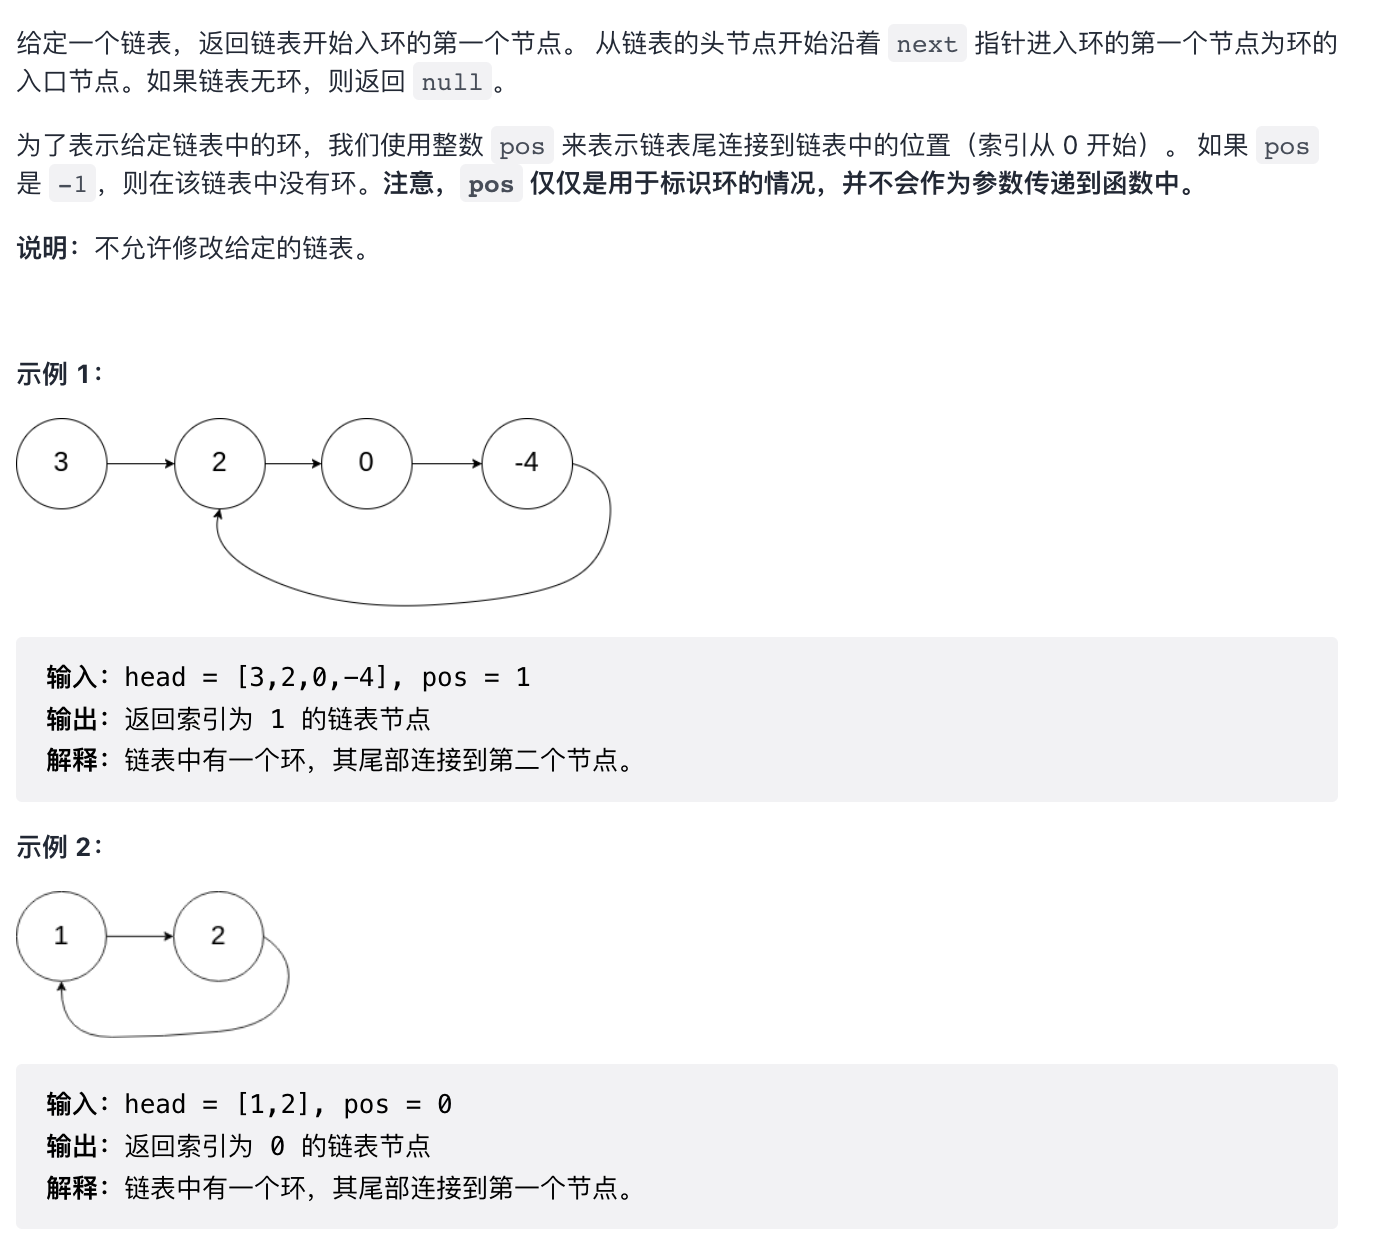 给定一个链表，返回链表开始入环的第一个节点。 从链表的头节点开始沿着 next 指针进入环的第一个节点为环的
入口节点。如果链表无环，则返回 null。
为了表示给定链表中的环，我们使用整数 pos 来表示链表尾连接到链表中的位置（索引从 0 开始）。 如果 pos
是 -1，则在该链表中没有环。注意，pos 仅仅是用于标识环的情况，并不会作为参数传递到函数中。
说明：不允许修改给定的链表。
示例 1：
3 2 0 -4
输入：head = [3,2,0,-4], pos = 1
输出：返回索引为 1 的链表节点
解释：链表中有一个环，其尾部连接到第二个节点。
示例 2：
1 2
输入：head = [1,2], pos = 0
输出：返回索引为 0 的链表节点
解释：链表中有一个环，其尾部连接到第一个节点。